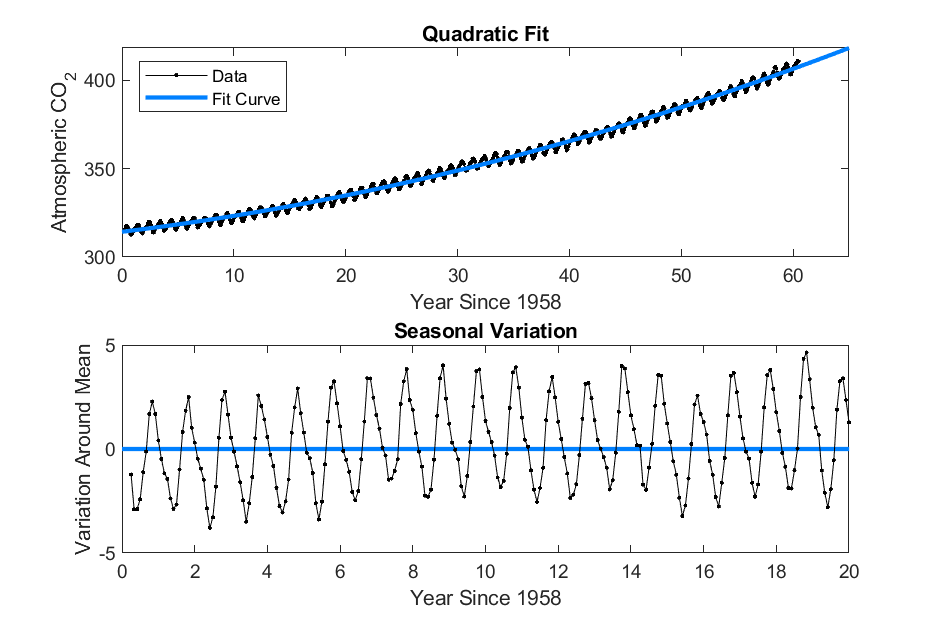 Quadratic Fit
Atmospheric CO₂
400
350
300
Data
Fit Curve
0 10 20 30 40 50 60
Year Since 1958
Seasonal Variation
Variation Around Mean
5
0
-5
0 2 4 6 8 10 12 14 16 18 20
Year Since 1958